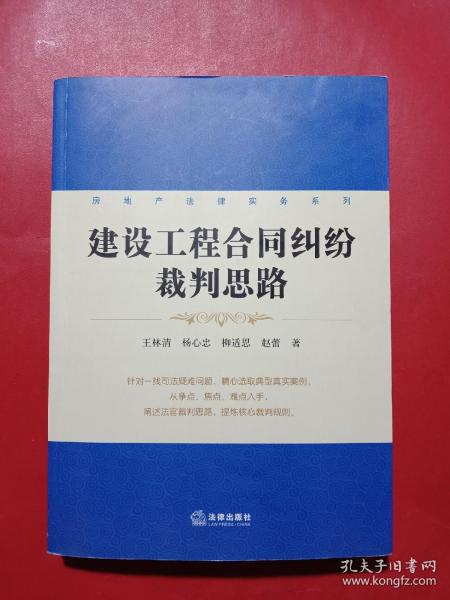 房地产法律实务系列
建设工程合同纠纷
裁判思路
王林清 杨心忠 柳适思 赵蕾 著
针对一线司法疑难问题，精心选取典型真实案例，
从争点、焦点、难点入手，
阐述法官裁判思路，提炼核心裁判规则。
法律出版社
LAW PRESS·CHINA
孔夫子旧书网
www.kongfz.com